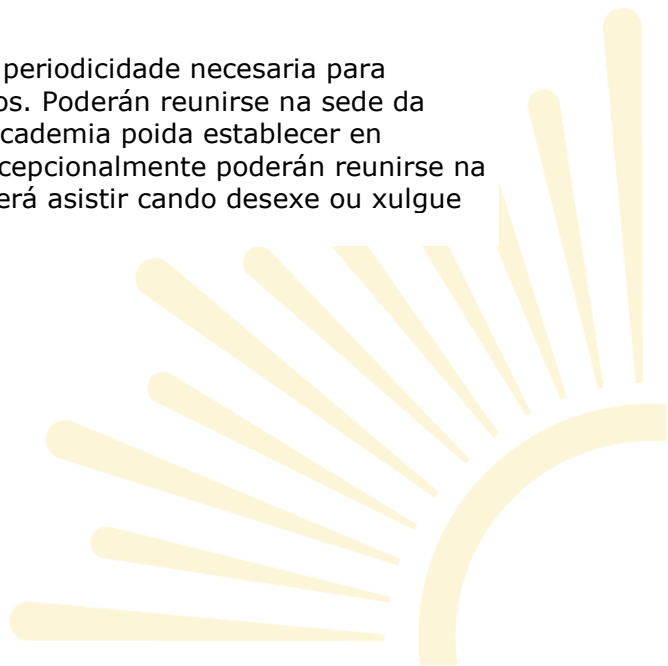 periodicidade necesaria para
os. Poderán reunirse na sede da
cademia poida establecer en
cepcionalmente poderán reunirse na
erá asistir cando desexe ou xulgue